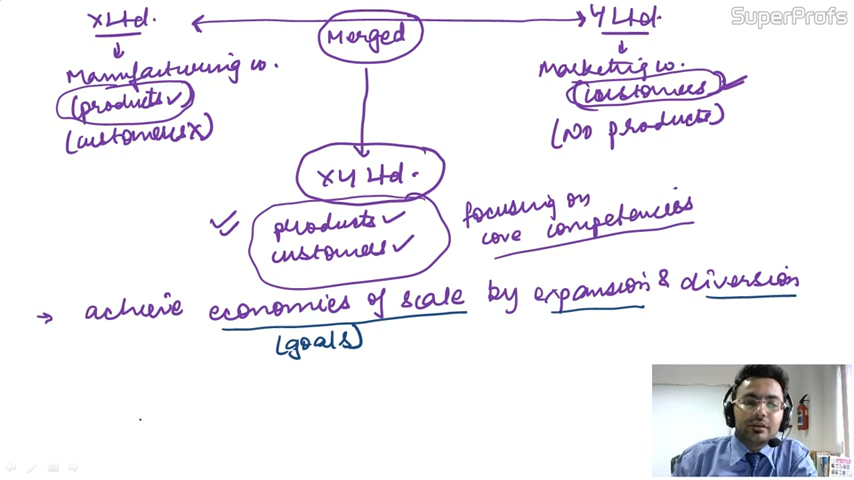 SuperProfs
X Ltd.
Merged
Y Ltd.
Manufacturing co.
(products ✓)
(customers x)
Marketing co.
(customers)
(No products)
XY Ltd.
products ✓
customers ✓
focusing on
core competencies
→ achieve economies of scale by expansion & diversion
(goals)